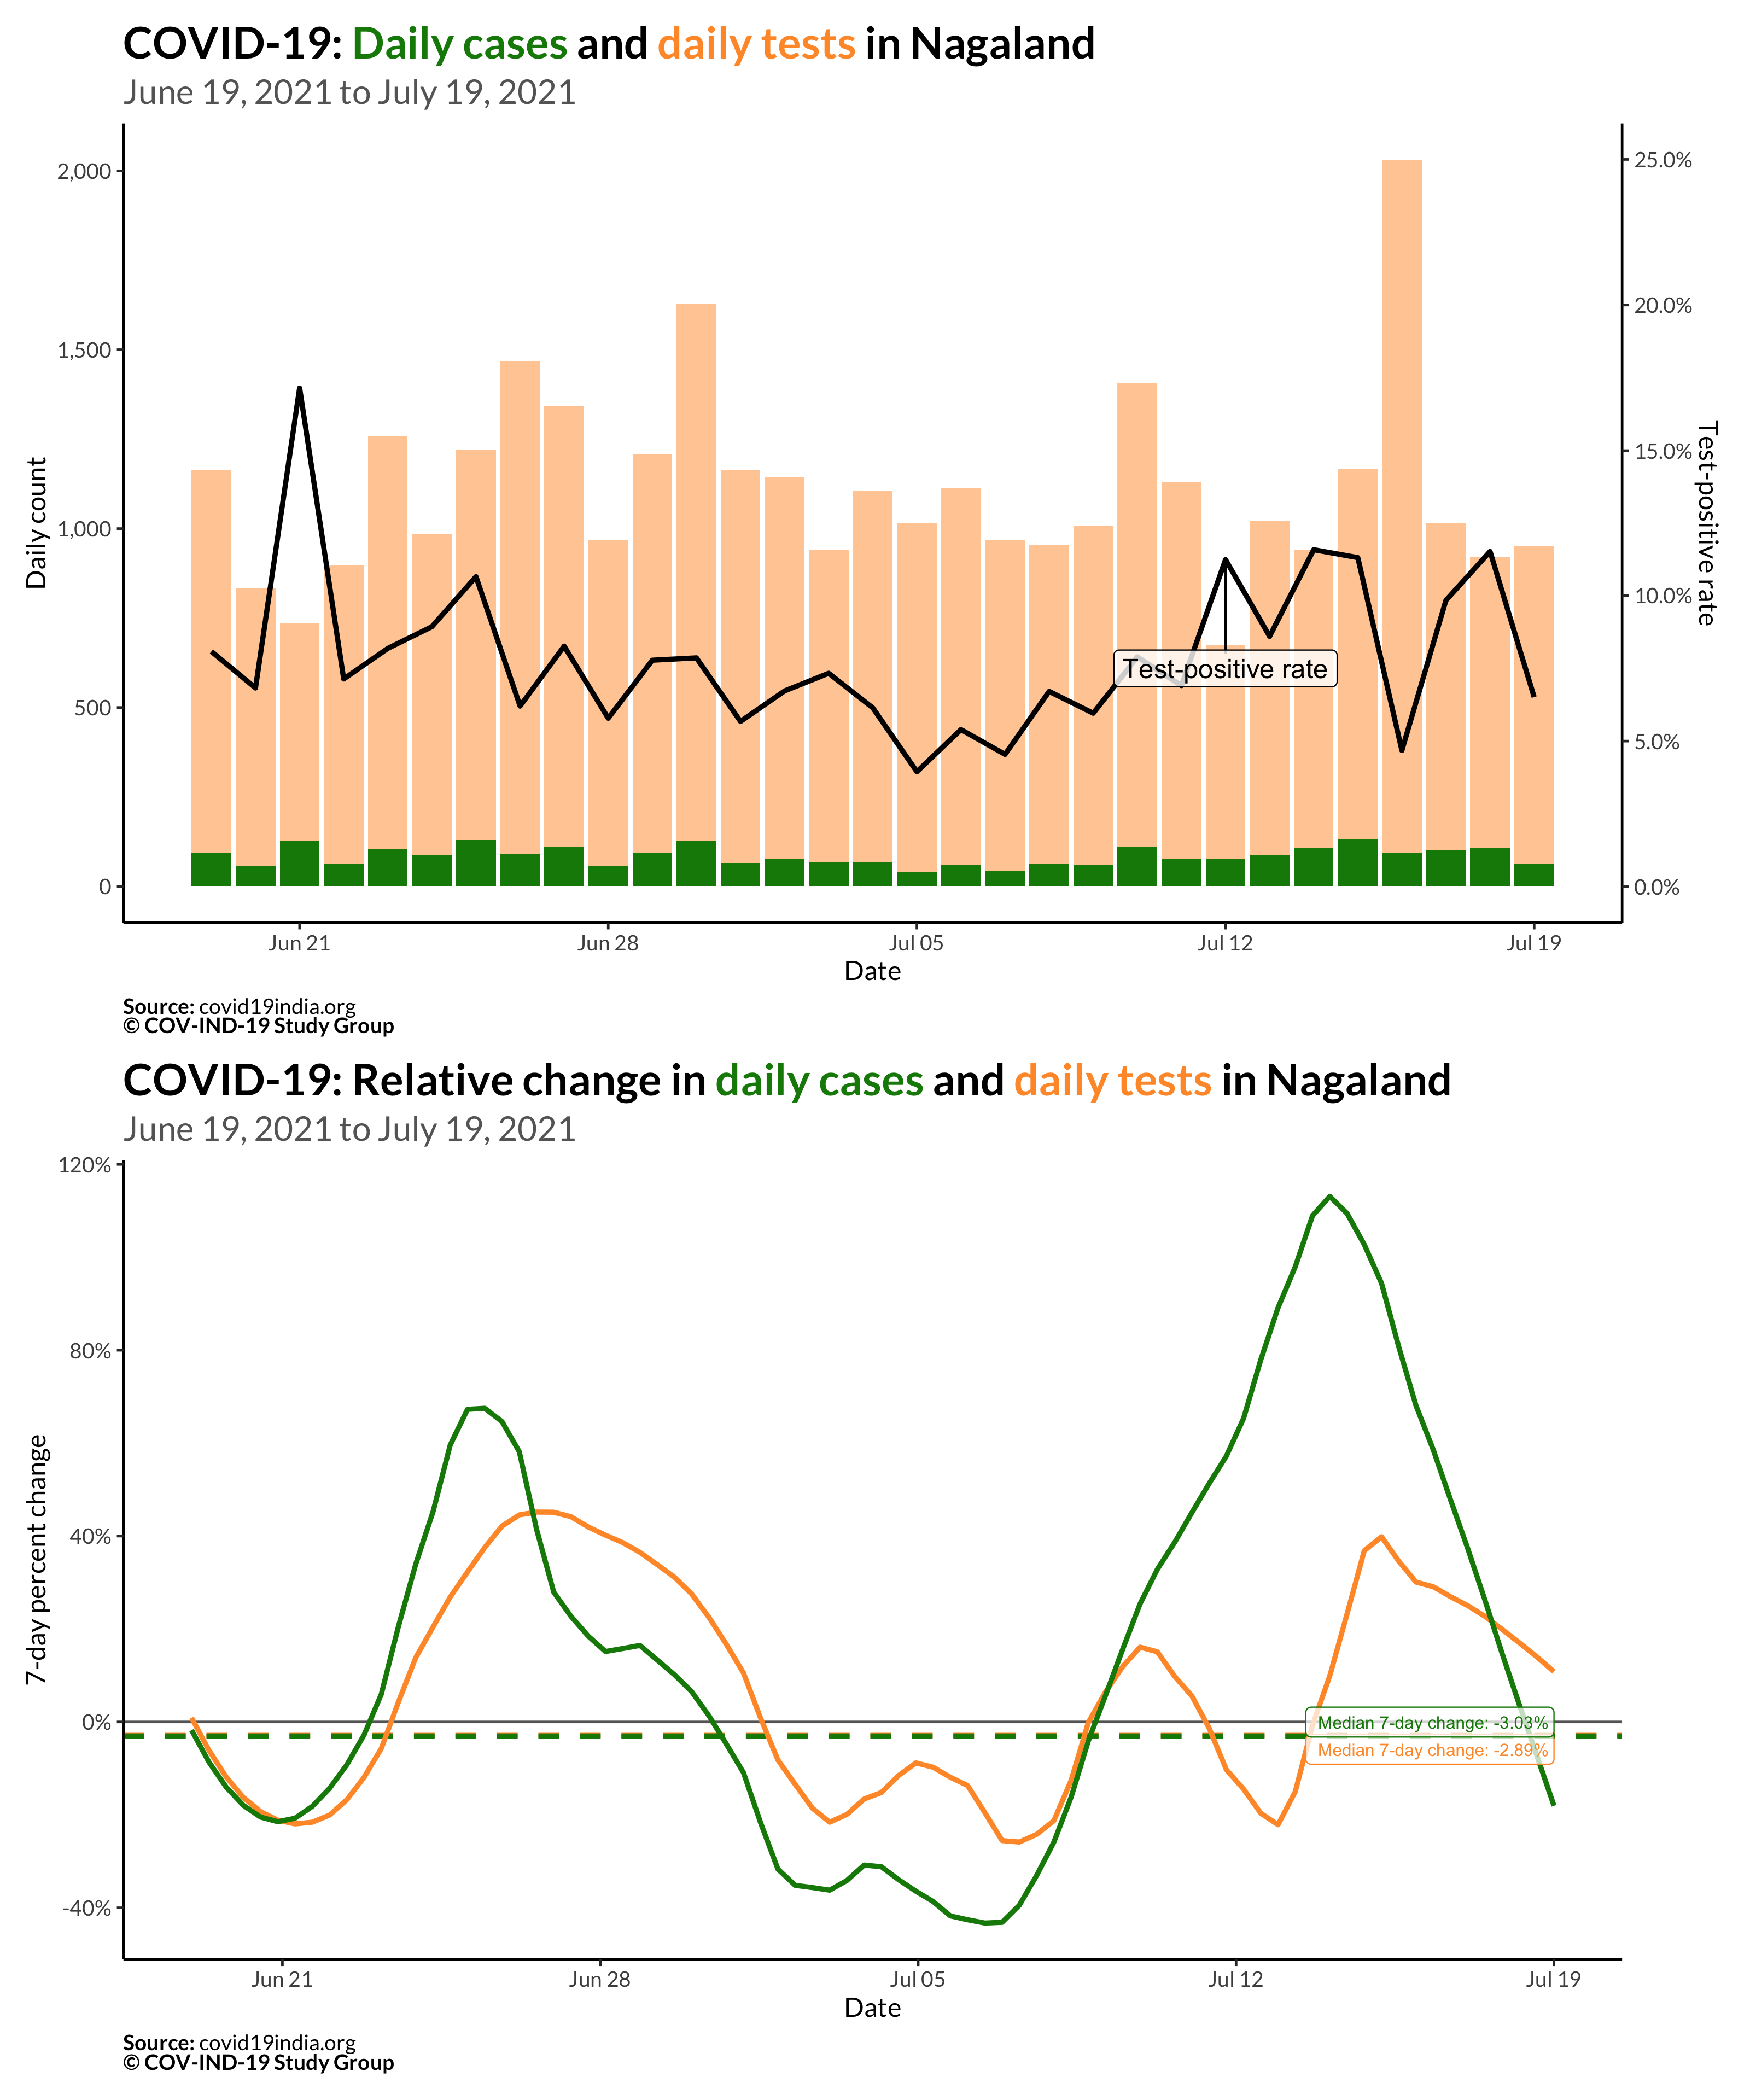 COVID-19: Daily cases and daily tests in Nagaland
June 19, 2021 to July 19, 2021
2,000
1,500
1,000
500
0
Daily count
25.0%
20.0%
15.0%
10.0%
5.0%
0.0%
Test-positive rate
Test-positive rate
Jun 21
Jun 28
Jul 05
Jul 12
Jul 19
Date
Source: covid19india.org
© COV-IND-19 Study Group
COVID-19: Relative change in daily cases and daily tests in Nagaland
June 19, 2021 to July 19, 2021
120%
80%
40%
0%
-40%
7-day percent change
Median 7-day change: -3.03%
Median 7-day change: -2.89%
Jun 21
Jun 28
Jul 05
Jul 12
Jul 19
Date
Source: covid19india.org
© COV-IND-19 Study Group